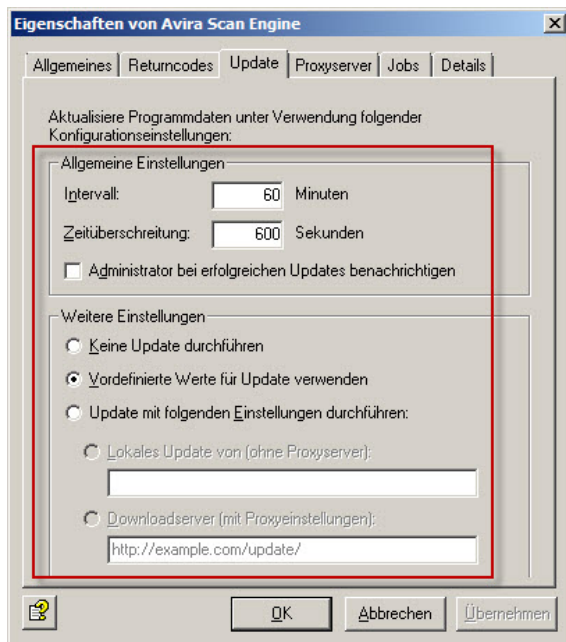 Eigenschaften von Avira Scan Engine
Allgemeines Returncodes Update Proxyserver Jobs Details
Aktualisiere Programmdaten unter Verwendung folgender
Konfigurationseinstellungen:
Allgemeine Einstellungen
Intervall: 60 Minuten
Zeitüberschreitung: 600 Sekunden
Administrator bei erfolgreichen Updates benachrichtigen
Weitere Einstellungen
Keine Update durchführen
Vordefinierte Werte für Update verwenden
Update mit folgenden Einstellungen durchführen:
Lokales Update von (ohne Proxyserver):
Downloadserver (mit Proxyeinstellungen):
http://example.com/update/
OK Abbrechen Übernehmen